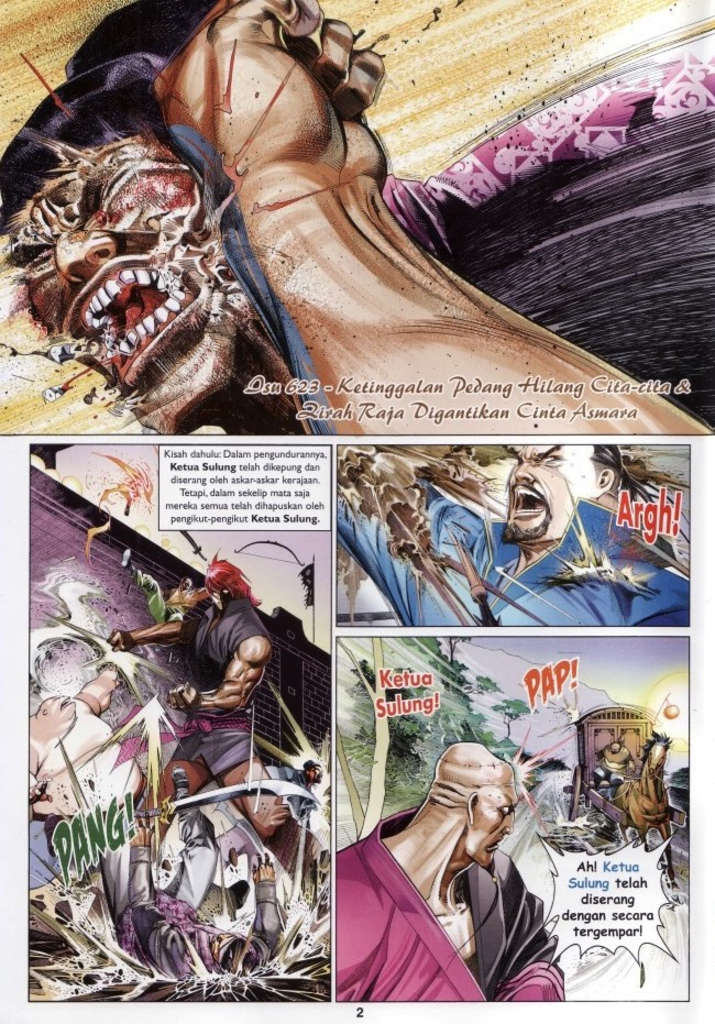 Isu 623 - Ketinggalan Pedang Hilang Cita-cita &
Zirah Raja Digantikan Cinta Asmara
Kisah dahulu: Dalam pengundurannya,
Ketua Sulung telah dikepung dan
diserang oleh askar-askar kerajaan.
Tetapi, dalam sekelip mata saja
mereka semua telah dihapuskan oleh
pengikut-pengikut Ketua Sulung.
Argh!
PANG!
Ketua
Sulung!
PAP!
Ah! Ketua
Sulung telah
diserang
dengan secara
tergempar!
2